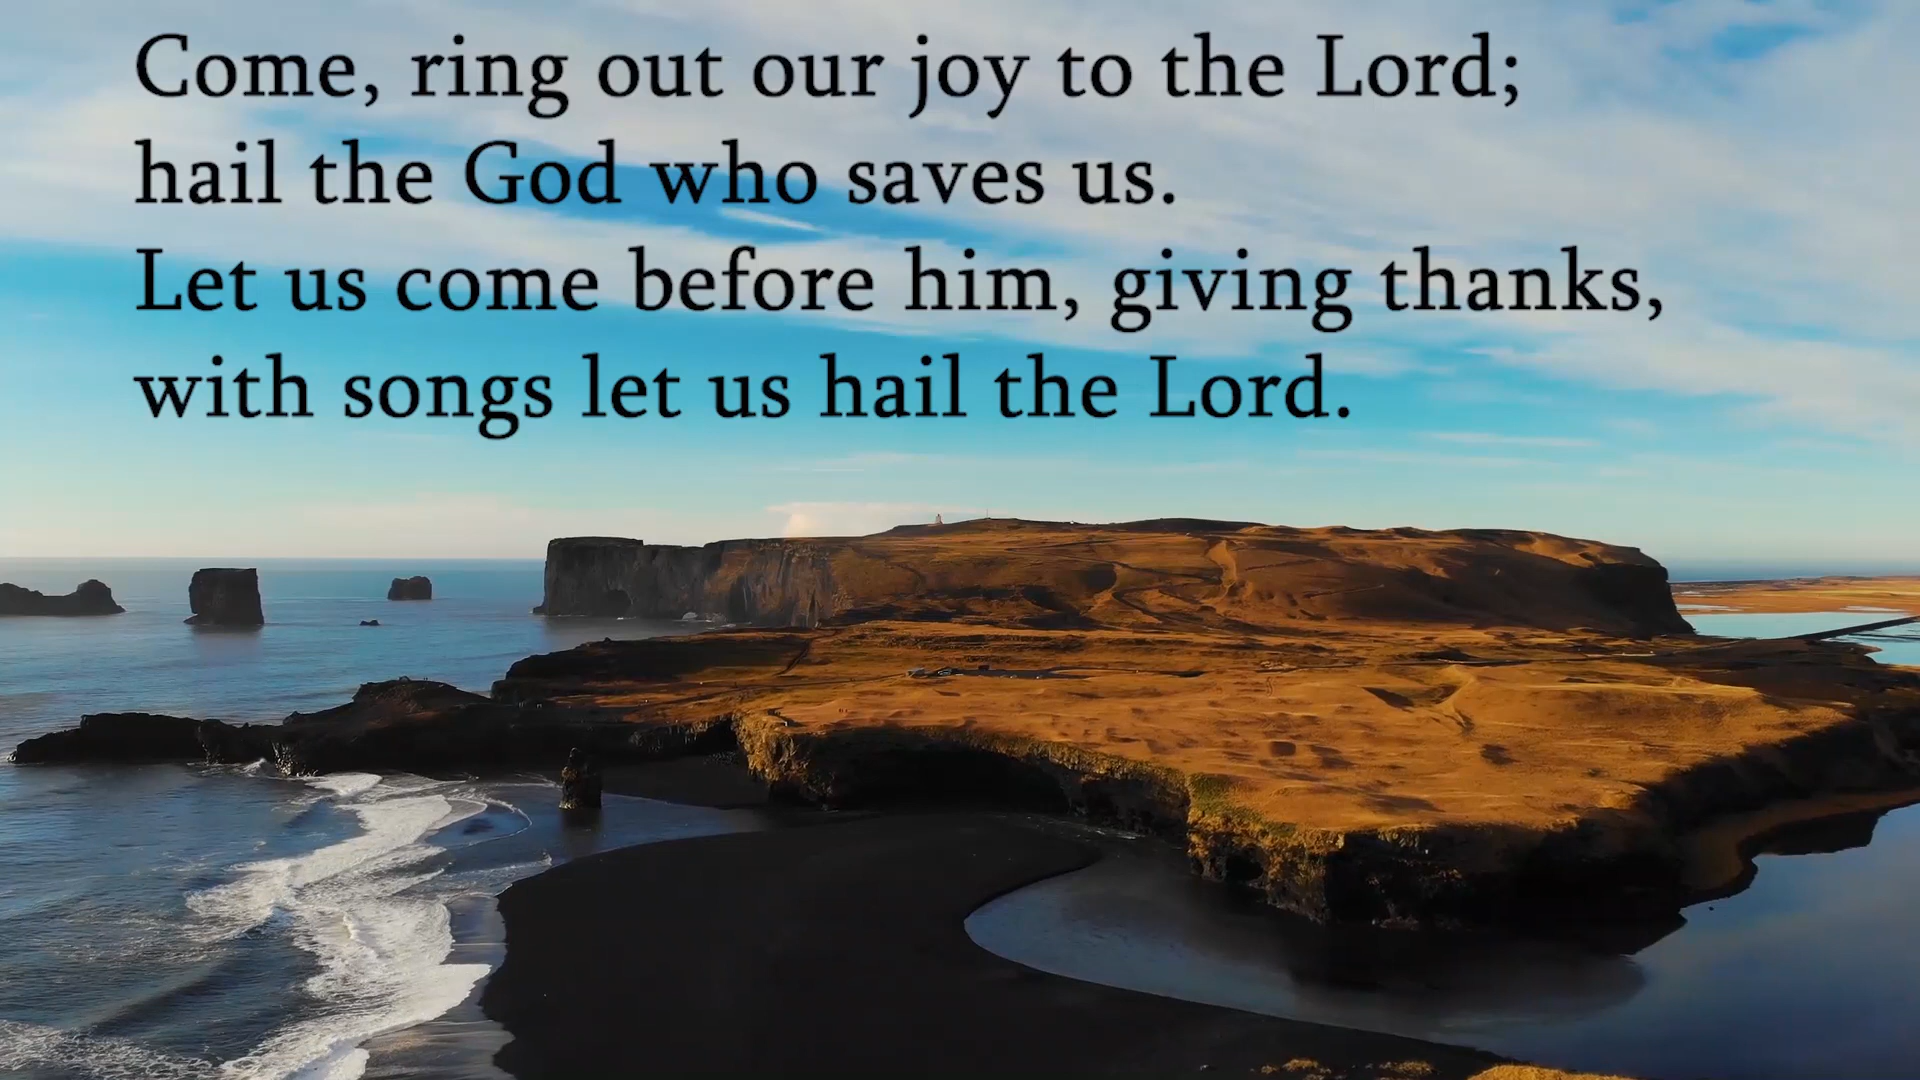 Come, ring out our joy to the Lord;
hail the God who saves us.
Let us come before him, giving thanks,
with songs let us hail the Lord.